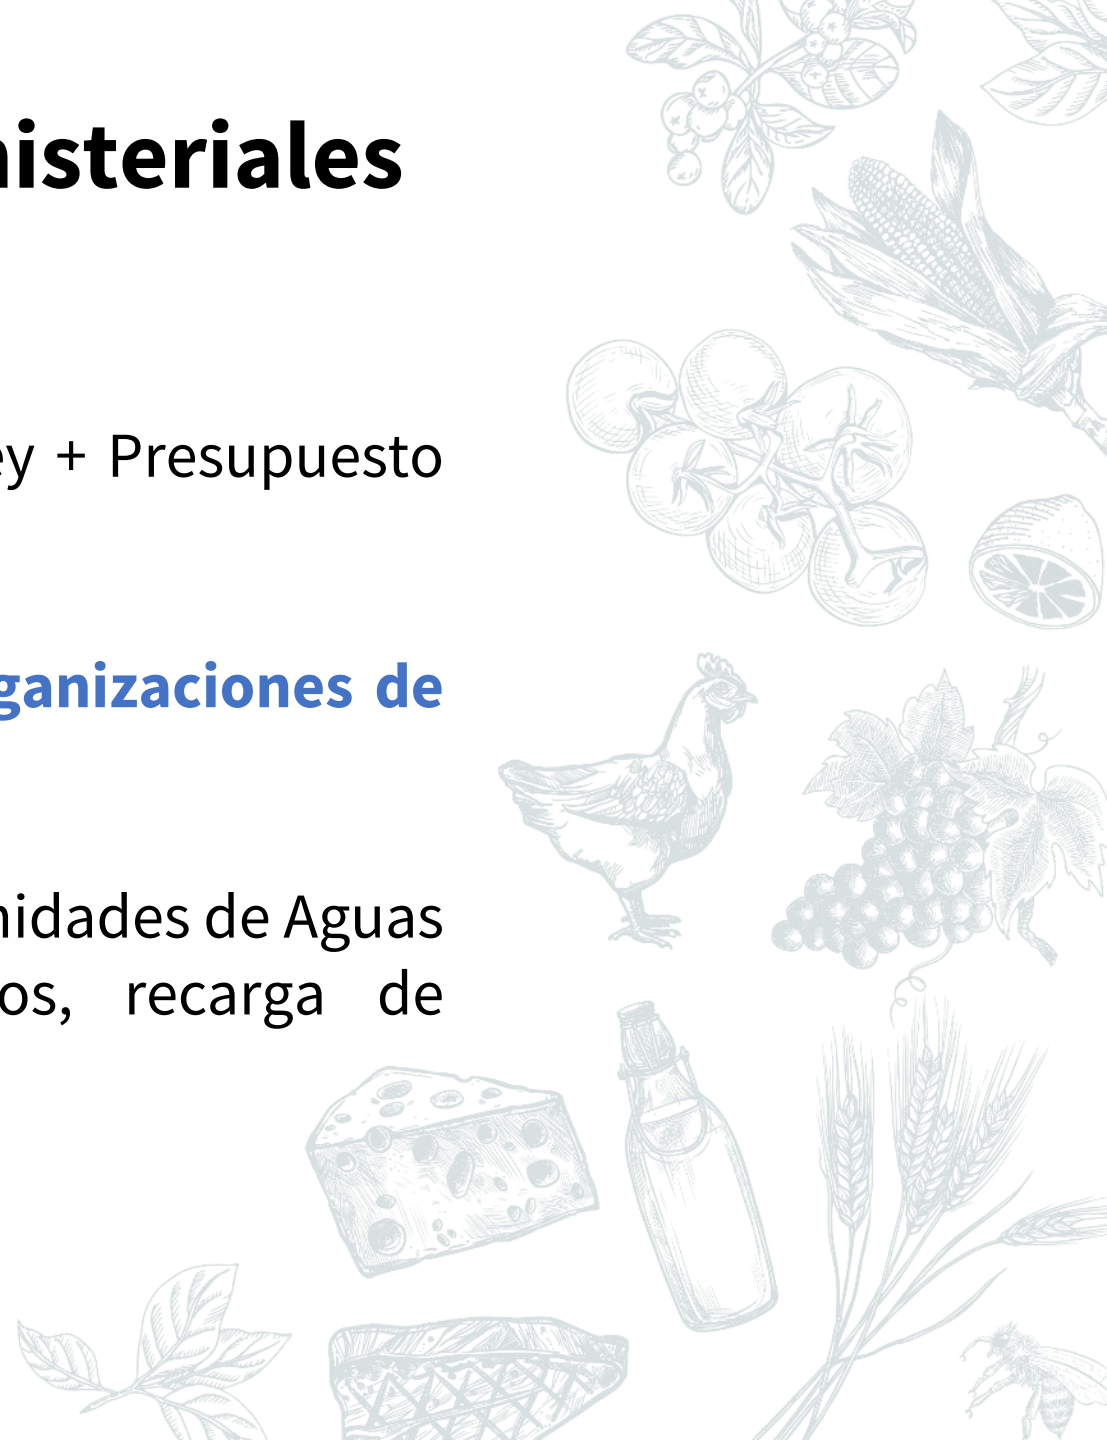 nisteriales
ey + Presupuesto
ganizaciones de
nidades de Aguas
os, recarga de